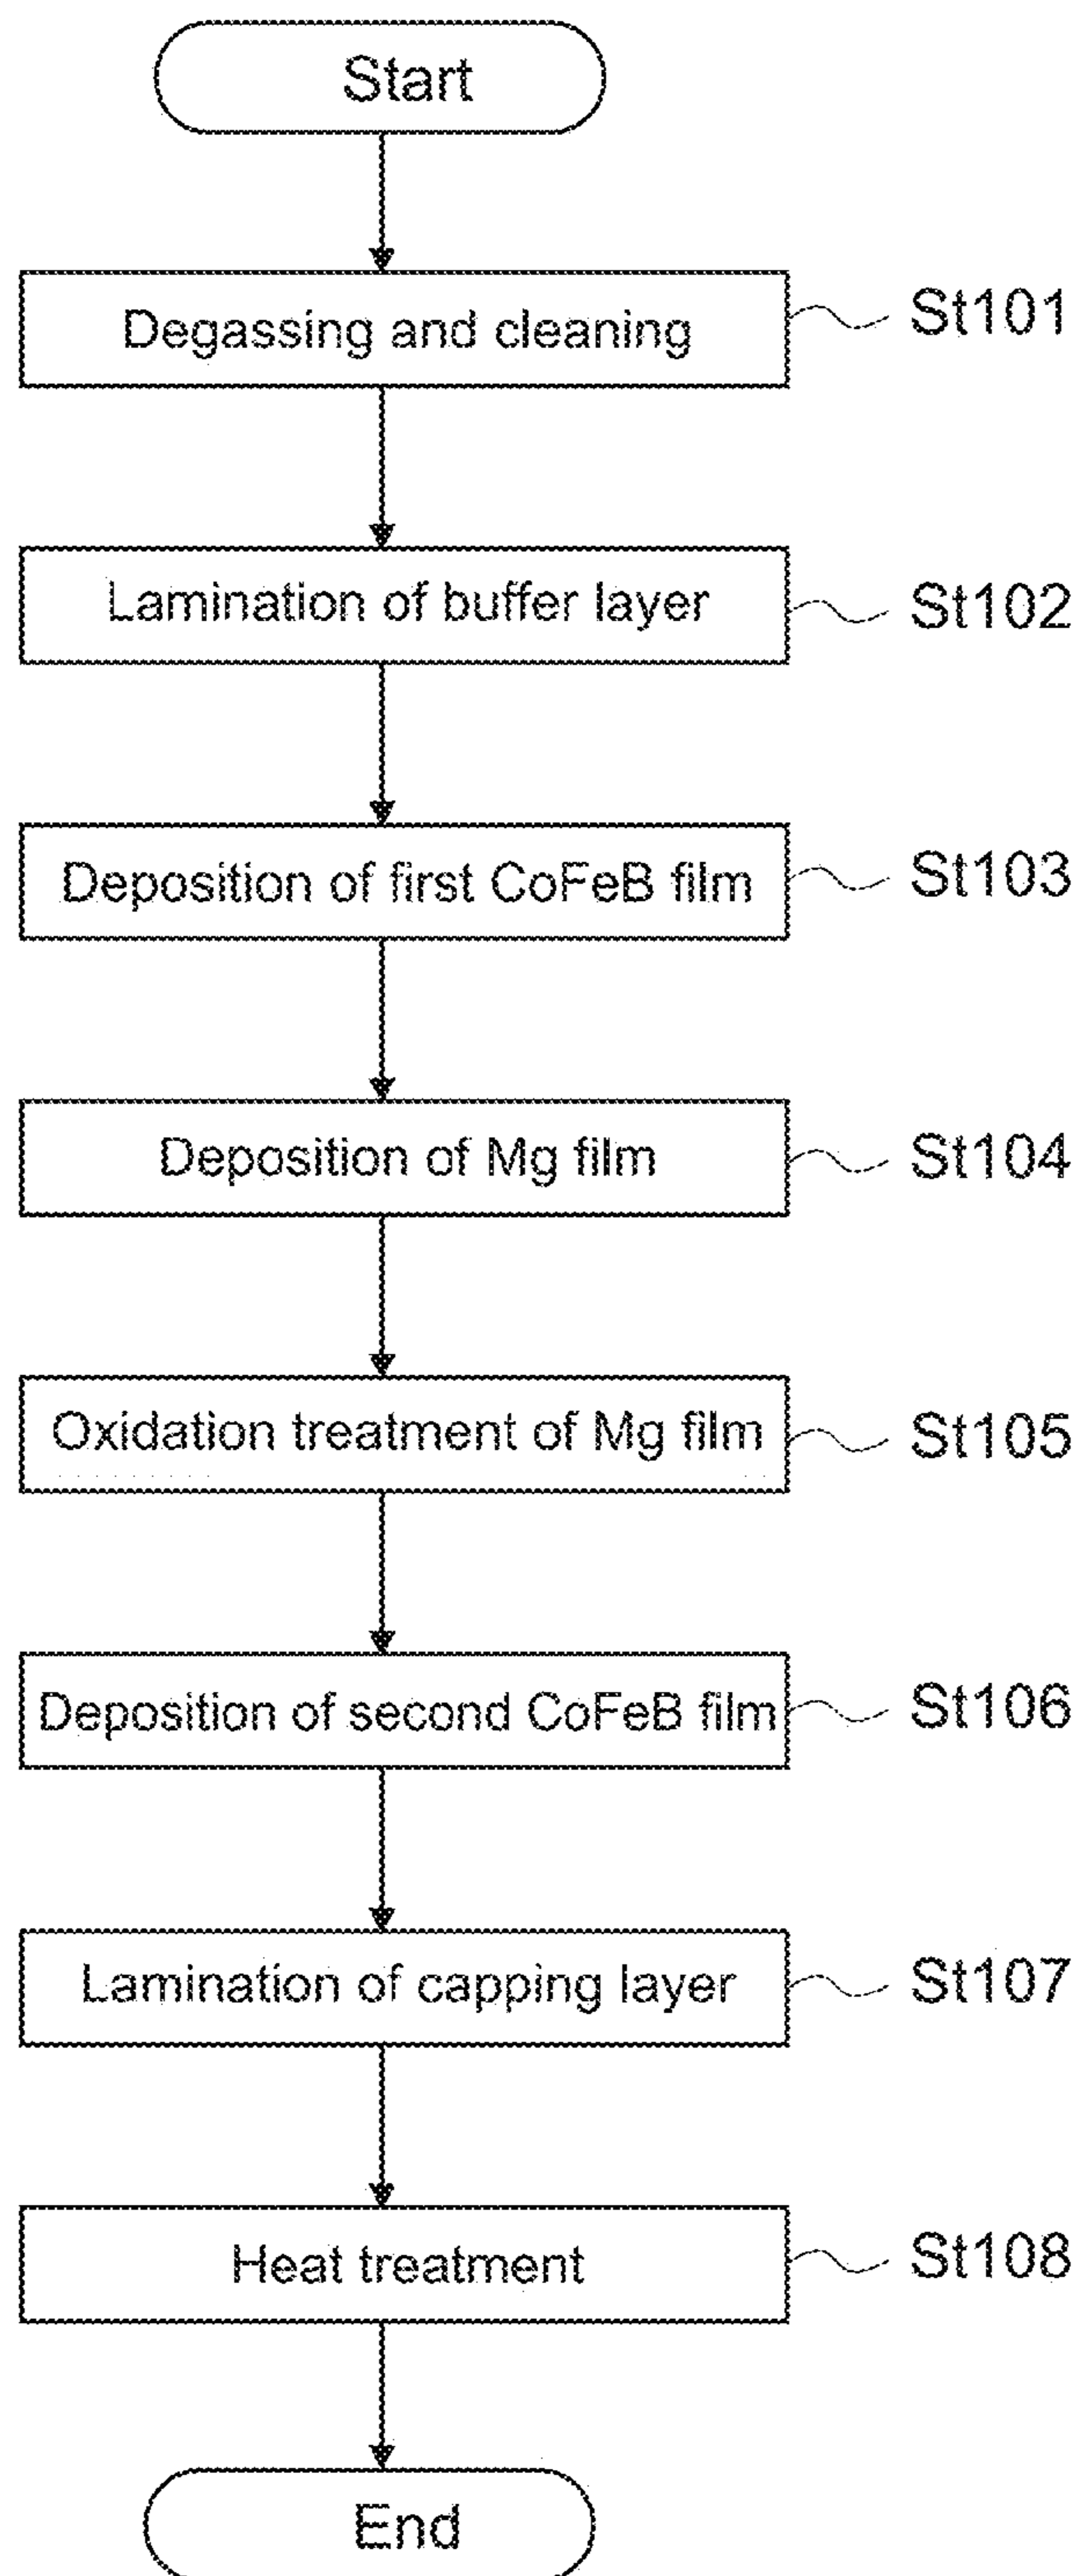 Start
Degassing and cleaning St101
Lamination of buffer layer St102
Deposition of first CoFeB film St103
Deposition of Mg film St104
Oxidation treatment of Mg film St105
Deposition of second CoFeB film St106
Lamination of capping layer St107
Heat treatment St108
End